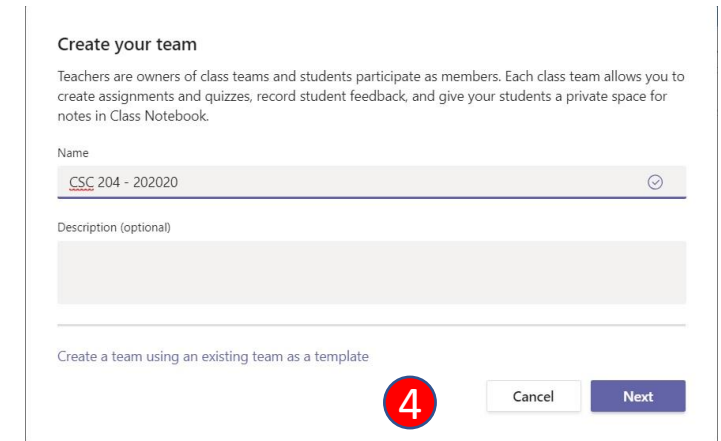 Create your team
Teachers are owners of class teams and students participate as members. Each class team allows you to
create assignments and quizzes, record student feedback, and give your students a private space for
notes in Class Notebook.
Name
CSC 204 - 202020
Description (optional)
Create a team using an existing team as a template
4
Cancel Next